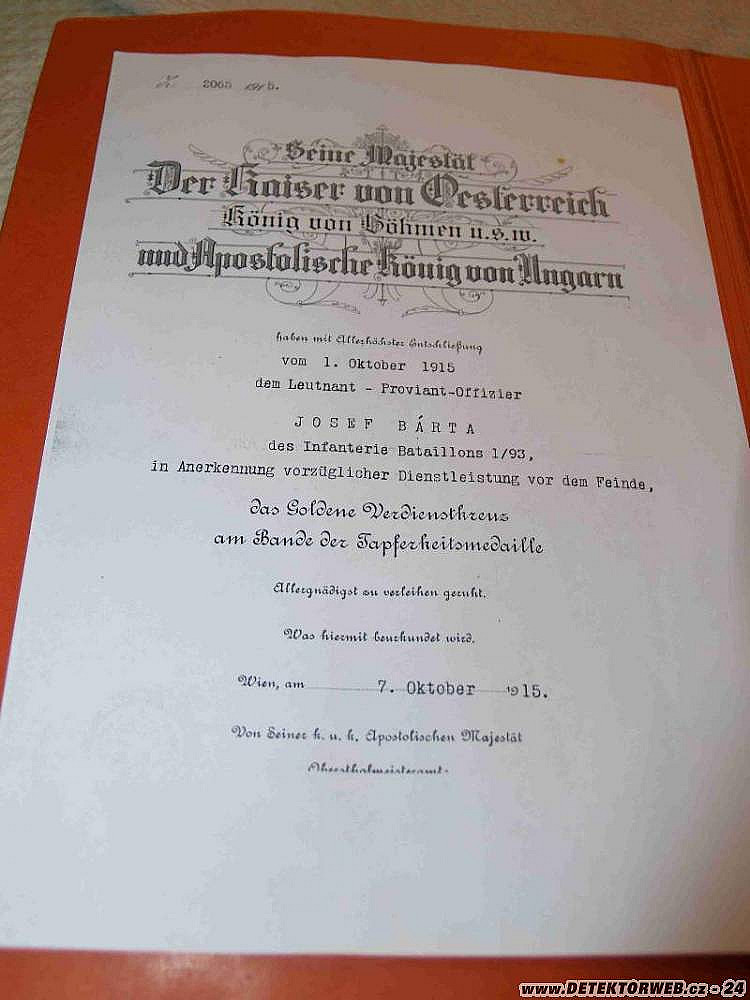 Nr. 2065 1915.
Seine Majestät
Der Kaiser von Oesterreich
König von Böhmen u.s.w.
und Apostolische König von Ungarn
haben mit Allerhöchster Entschließung
vom 1. Oktober 1915
dem Leutnant - Proviant-Offizier
JOSEF BÁRTA
des Infanterie Bataillons 1/93,
in Anerkennung vorzüglicher Dienstleistung vor dem Feinde,
das Goldene Verdienstkreuz
am Bande der Tapferkeitsmedaille
Allergnädigst zu verleihen geruht.
Was hiermit beurkundet wird.
Wien, am 7. Oktober 1915.
Von Seiner k. u. k. Apostolischen Majestät
www.DETEKTORWEB.cz-24